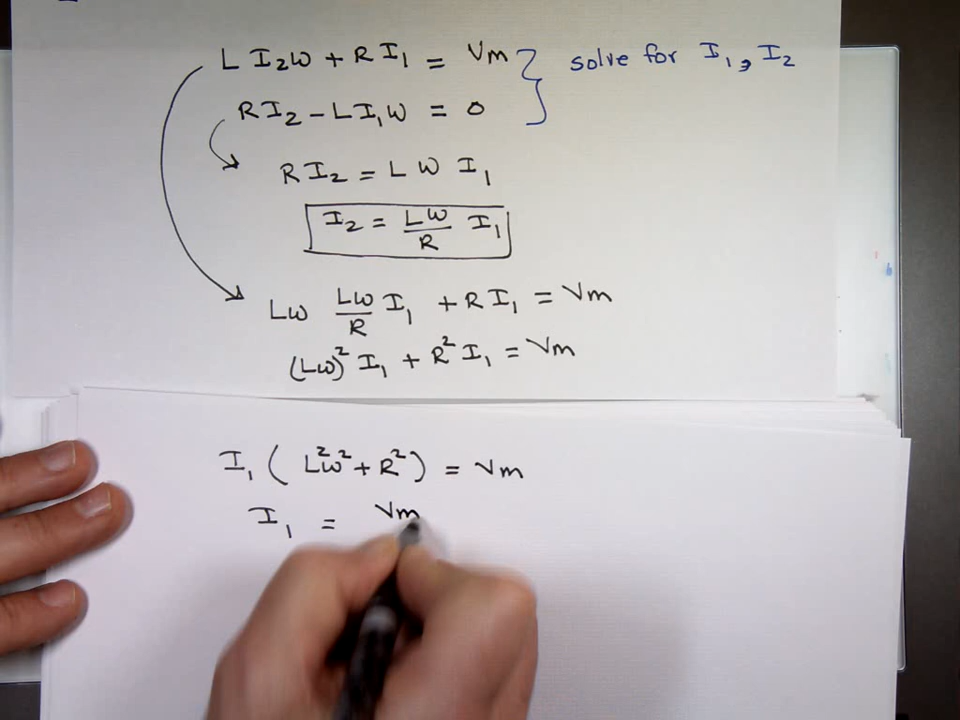 L I₂ω + R I₁ = Vm } solve for I₁, I₂
R I₂ - L I₁ ω = 0
R I₂ = L ω I₁
I₂ = Lω/R I₁
Lω Lω/R I₁ + R I₁ = Vm
(Lω)² I₁ + R² I₁ = Vm
I₁ ( L²ω² + R² ) = Vm
I₁ = Vm